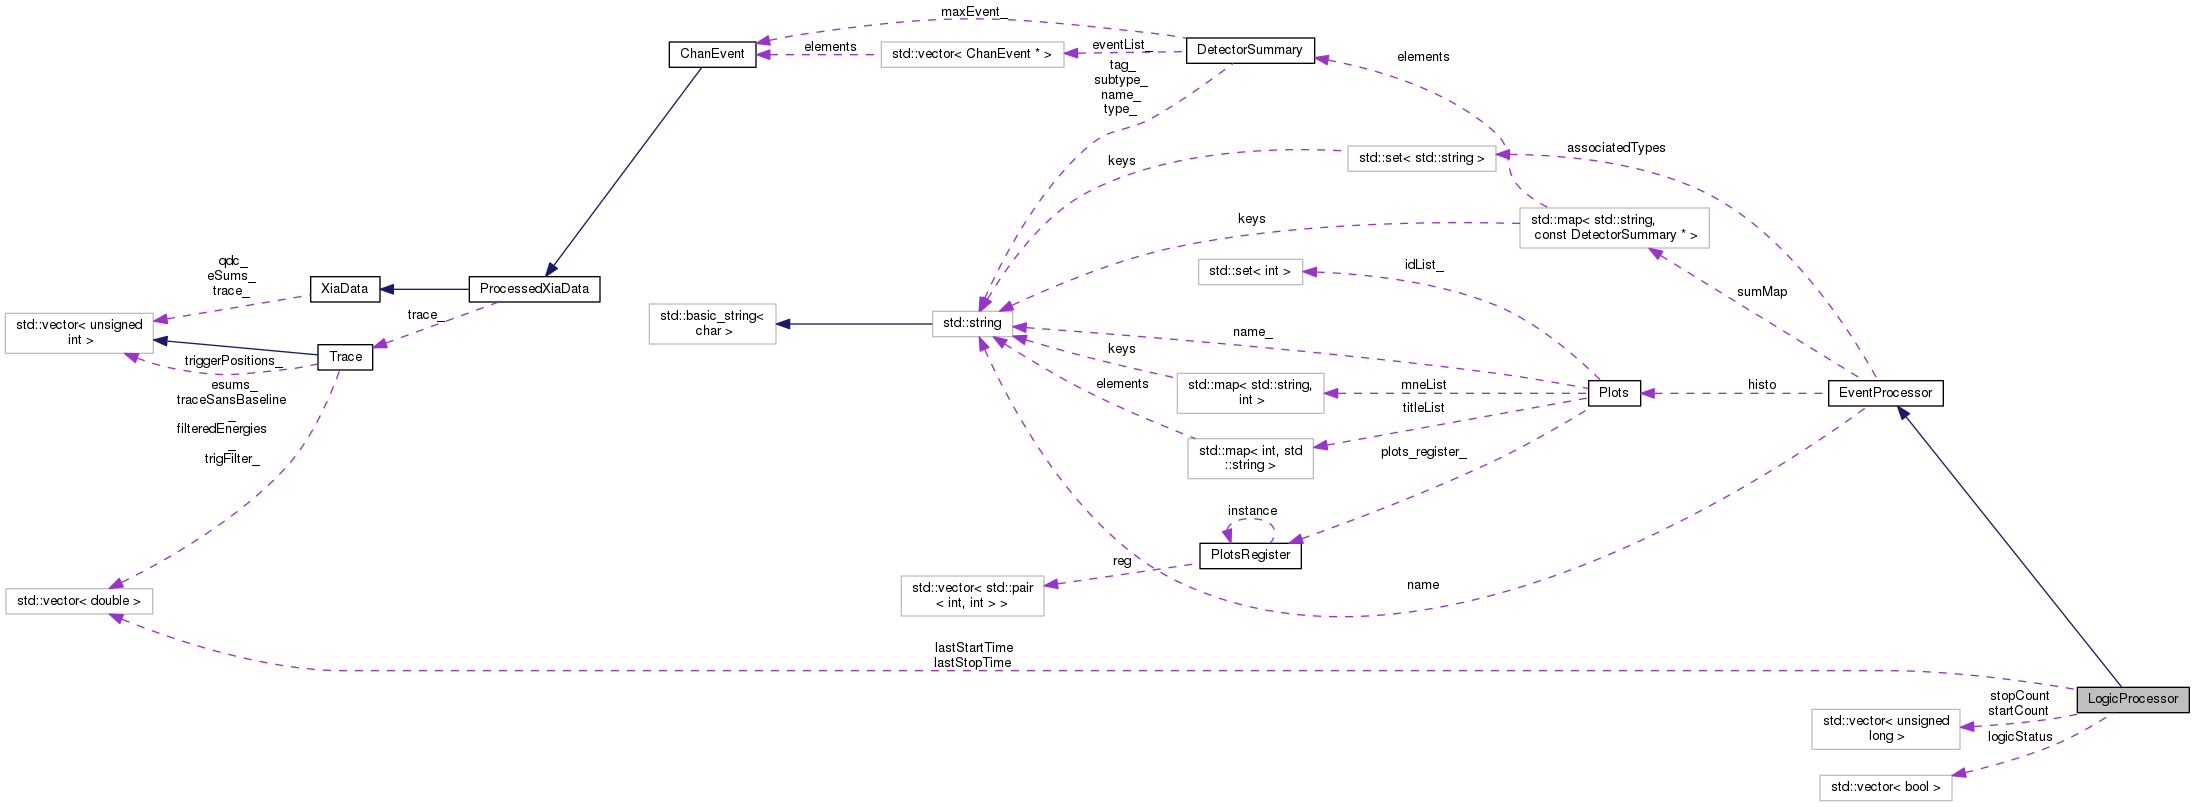 maxEvent_
ChanEvent
elements
std::vector< ChanEvent * >
eventList_
DetectorSummary
elements
tag_
subtype_
name_
type_
keys
std::set< std::string >
associatedTypes
keys
std::map< std::string,
const DetectorSummary * >
qdc_
eSums_
trace_
XiaData
ProcessedXiaData
std::set< int >
idList_
sumMap
std::vector< unsigned
int >
trace_
std::basic_string<
char >
std::string
name_
triggerPositions_
Trace
keys
esums_
traceSansBaseline
_
filteredEnergies
_
trigFilter_
elements
std::map< std::string,
int >
mneList
titleList
Plots
histo
EventProcessor
std::map< int, std
::string >
plots_register_
instance
PlotsRegister
reg
std::vector< std::pair
< int, int > >
name
std::vector< double >
lastStartTime
lastStopTime
LogicProcessor
stopCount
startCount
std::vector< unsigned
long >
logicStatus
std::vector< bool >